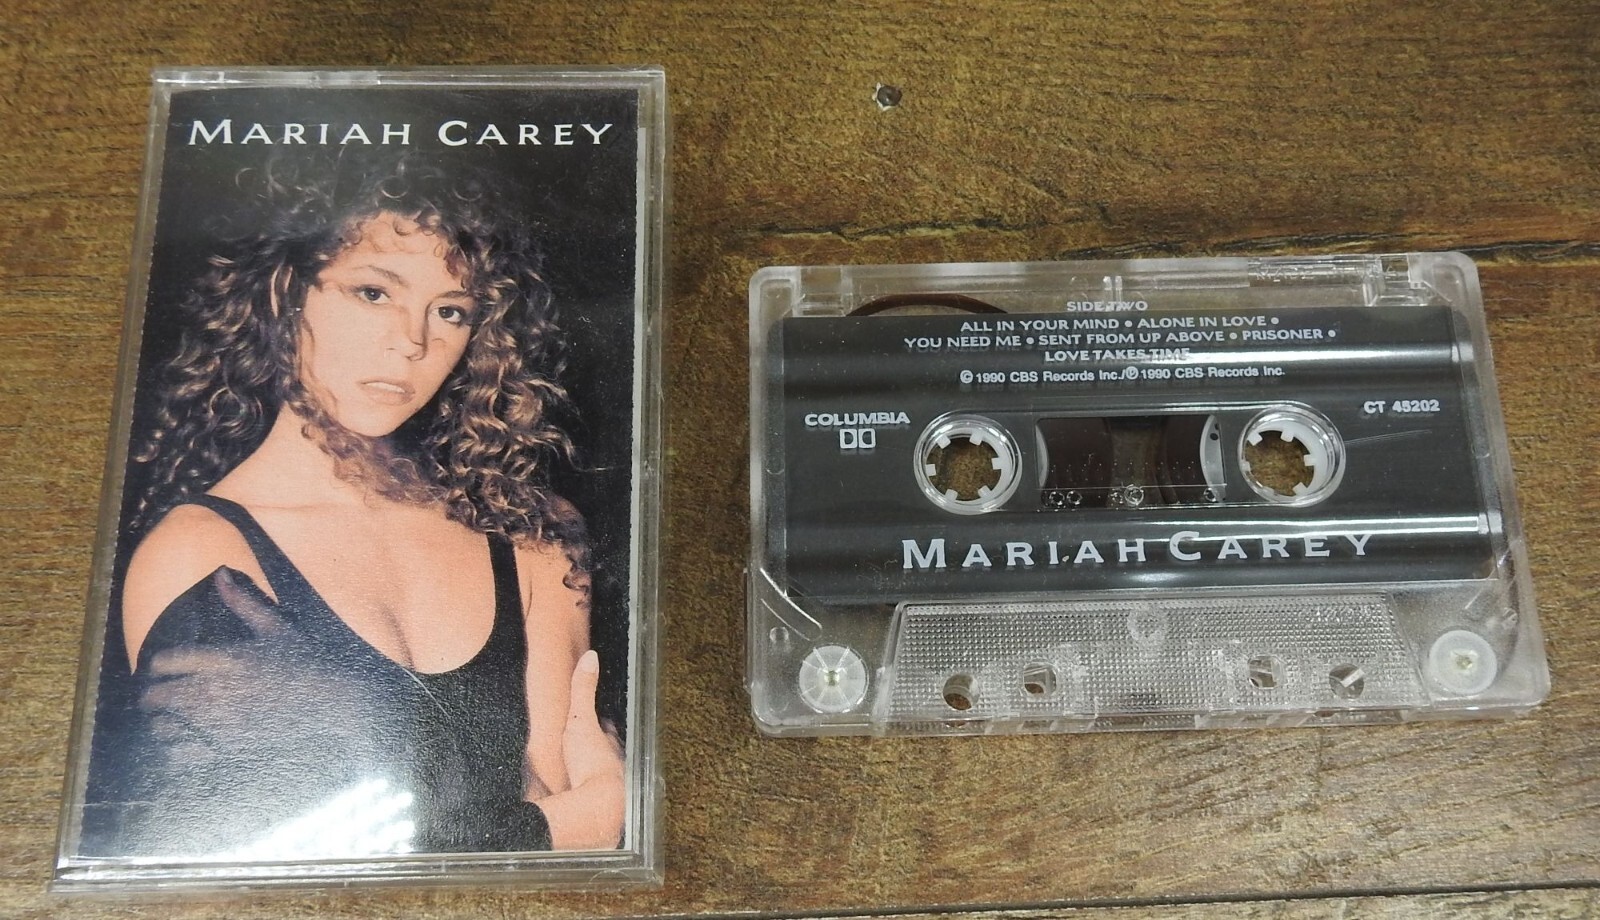 MARIAH CAREY
SIDE TWO
ALL IN YOUR MIND • ALONE IN LOVE •
YOU NEED ME • SENT FROM UP ABOVE • PRISONER •
LOVE TAKES TIME
© 1990 CBS Records Inc./℗ 1990 CBS Records Inc.
COLUMBIA
CT 45202
MARIAH CAREY